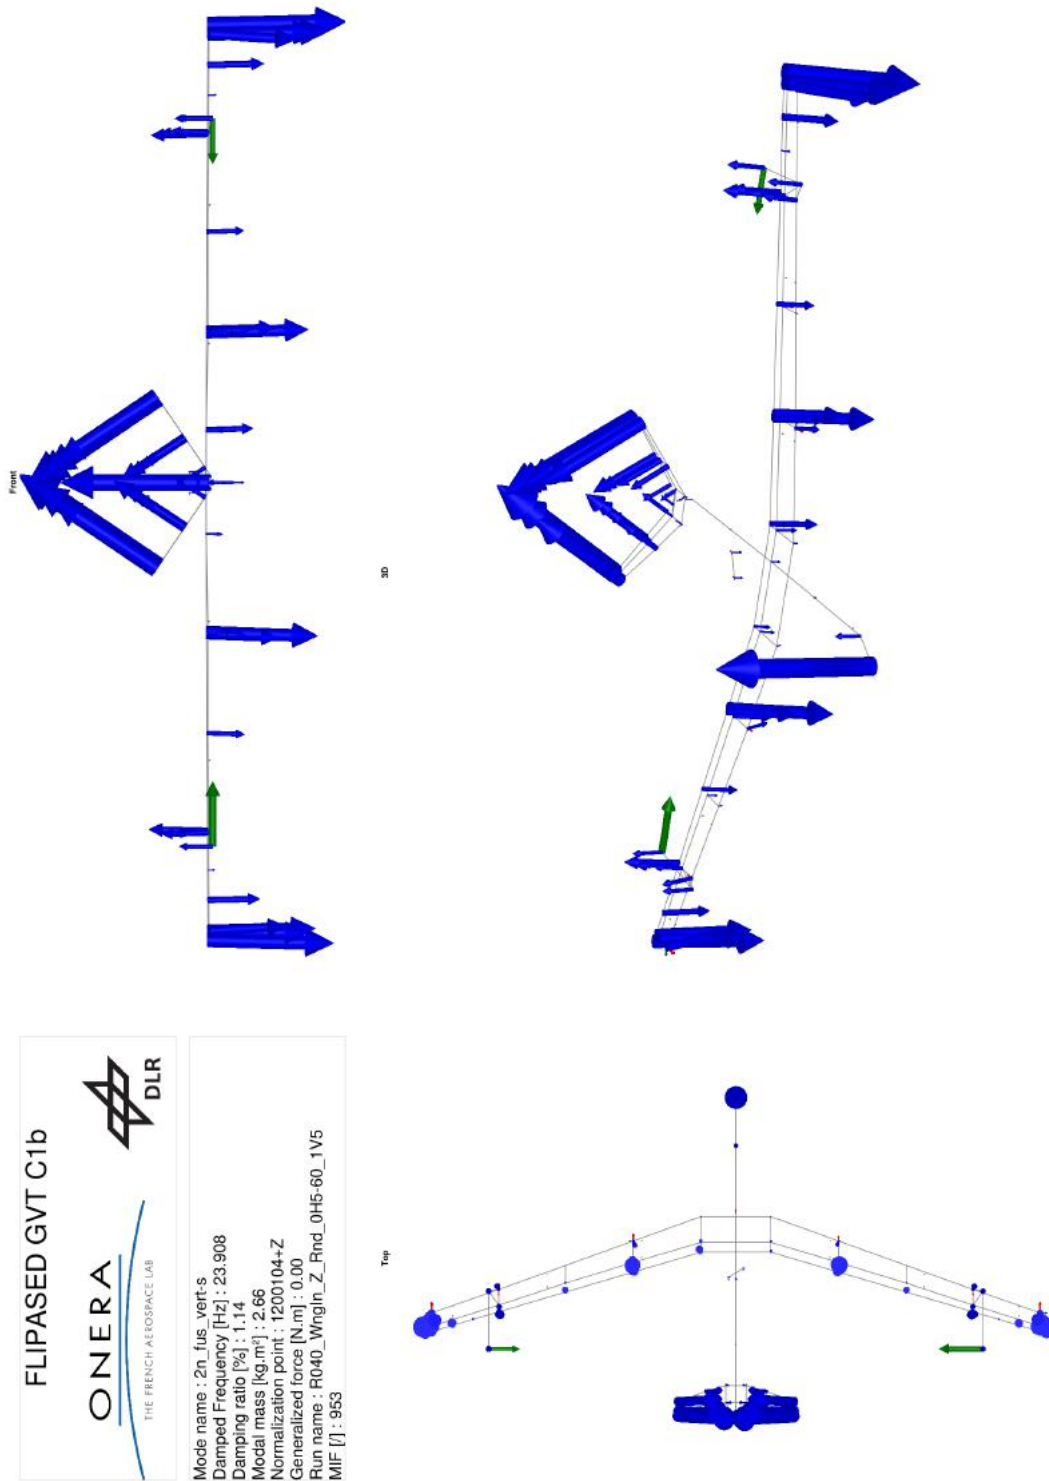 FLIPASED GVT C1b
ONERA
THE FRENCH AEROSPACE LAB
DLR
Mode name : 2n_fus_vert-s
Damped Frequency [Hz] : 23.908
Damping ratio [%] : 1.14
Modal mass [kg.m²] : 2.66
Normalization point : 1200104+Z
Generalized force [N.m] : 0.00
Run name : R040_WngIn_Z_Rnd_0H5-60_1V5
MIF [/] : 953
Front
3D
Top